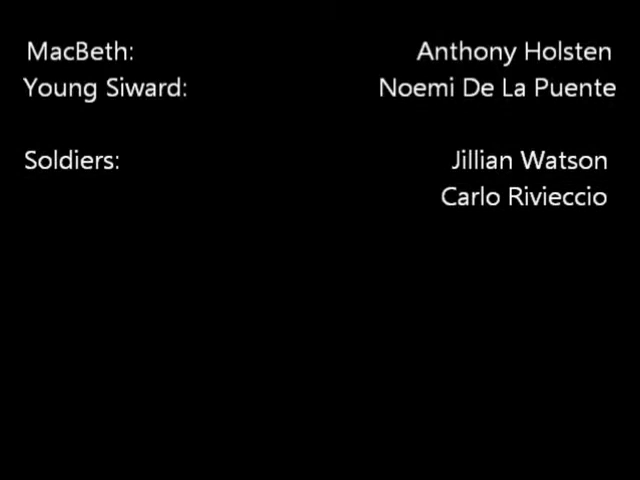 MacBeth: Anthony Holsten
Young Siward: Noemi De La Puente
Soldiers: Jillian Watson
Carlo Rivieccio